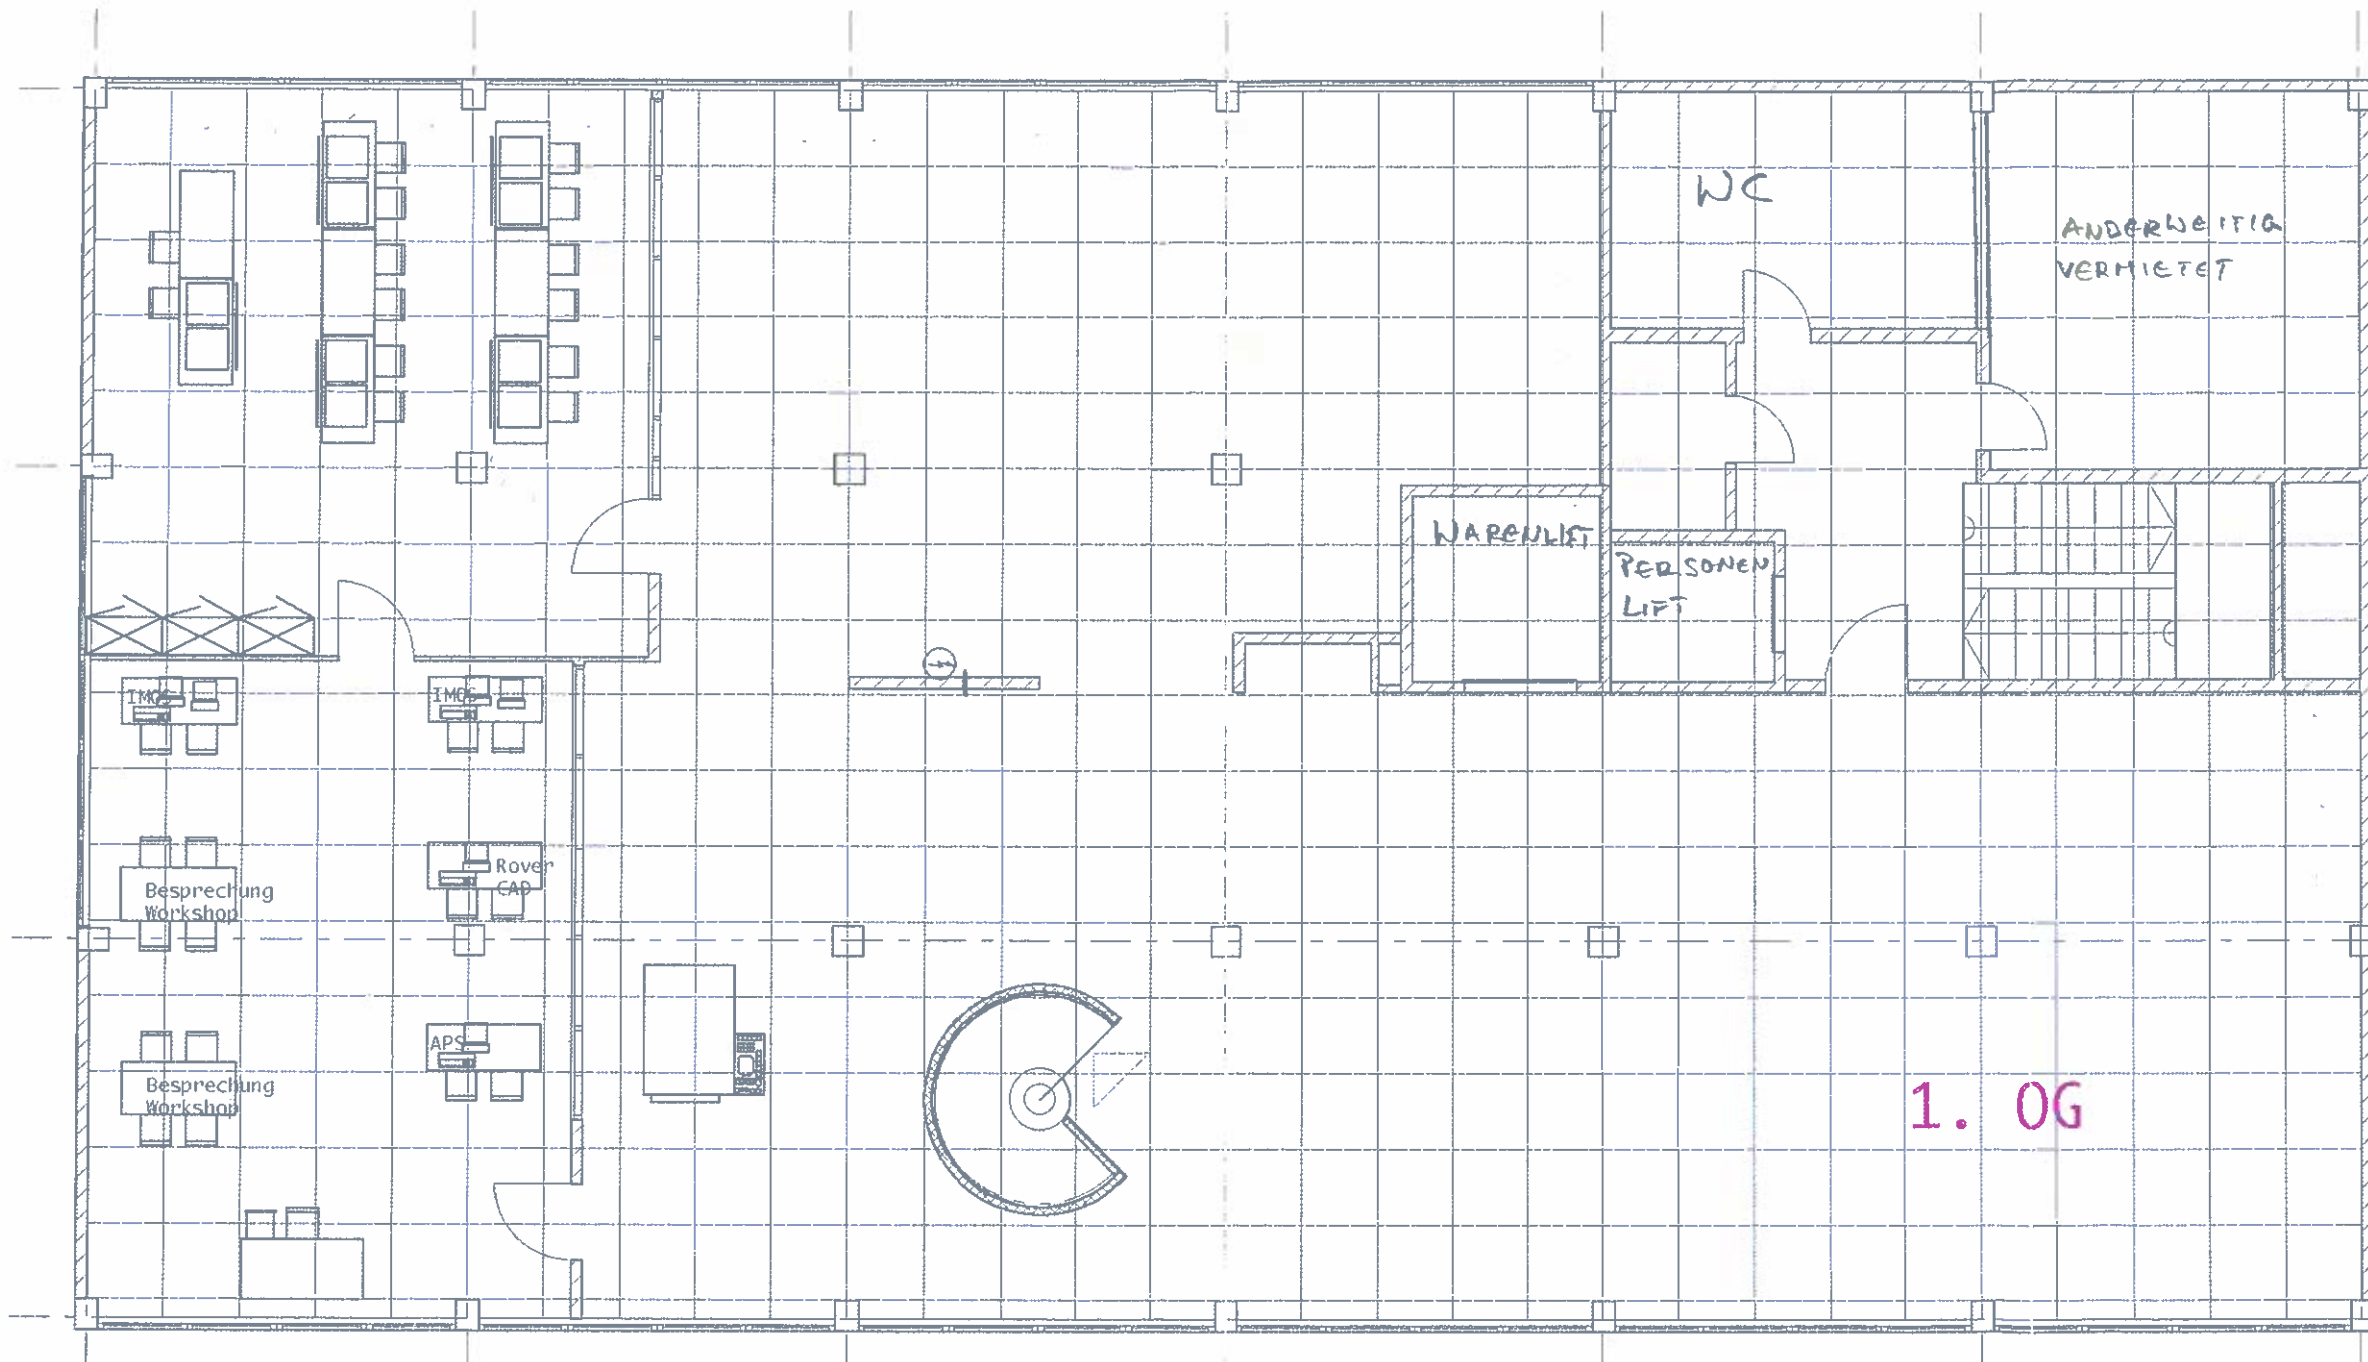 WC
ANDERWEITIG
VERMIETET
WARENLIFT
PERSONEN
LIFT
IMOS
IMOS
Rover
CAD
Besprechung
Workshop
APS
Besprechung
Workshop
1. OG